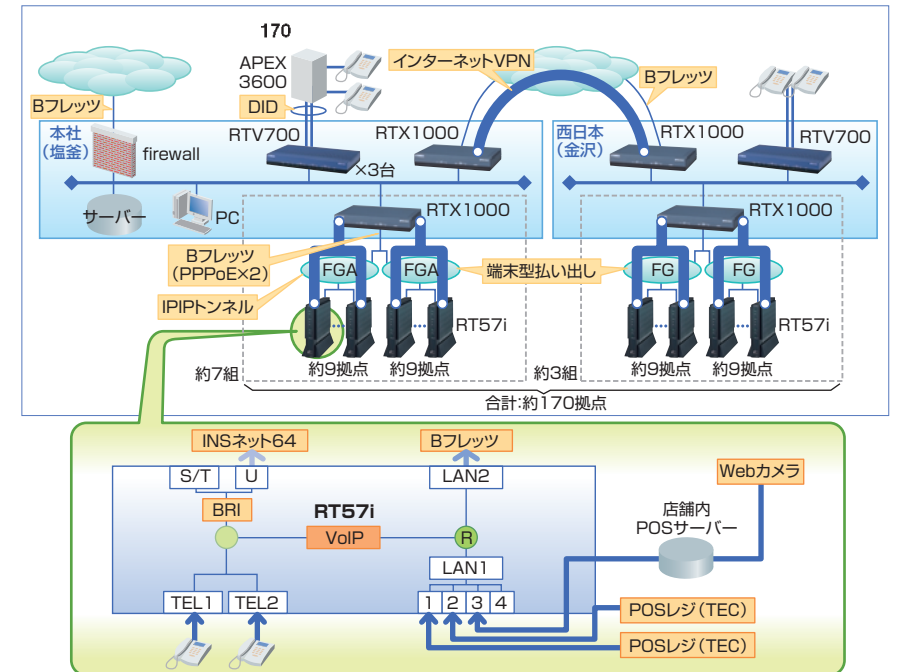 170
APEX
3600
DID
インターネットVPN
Bフレッツ
Bフレッツ
本社
(塩釜)
firewall
RTV700
×3台
RTX1000
西日本
(金沢)
RTX1000
RTV700
サーバー
PC
RTX1000
RTX1000
Bフレッツ
(PPPoE×2)
FGA
FGA
端末型払い出し
FG
FG
IPIPトンネル
RT57i
RT57i
約7組
約9拠点
約9拠点
約3組
約9拠点
約9拠点
合計:約170拠点
INSネット64
Bフレッツ
Webカメラ
S/T
U
LAN2
BRI
RT57i
VoIP
R
店舗内
POSサーバー
LAN1
TEL1
TEL2
1
2
3
4
POSレジ(TEC)
POSレジ(TEC)